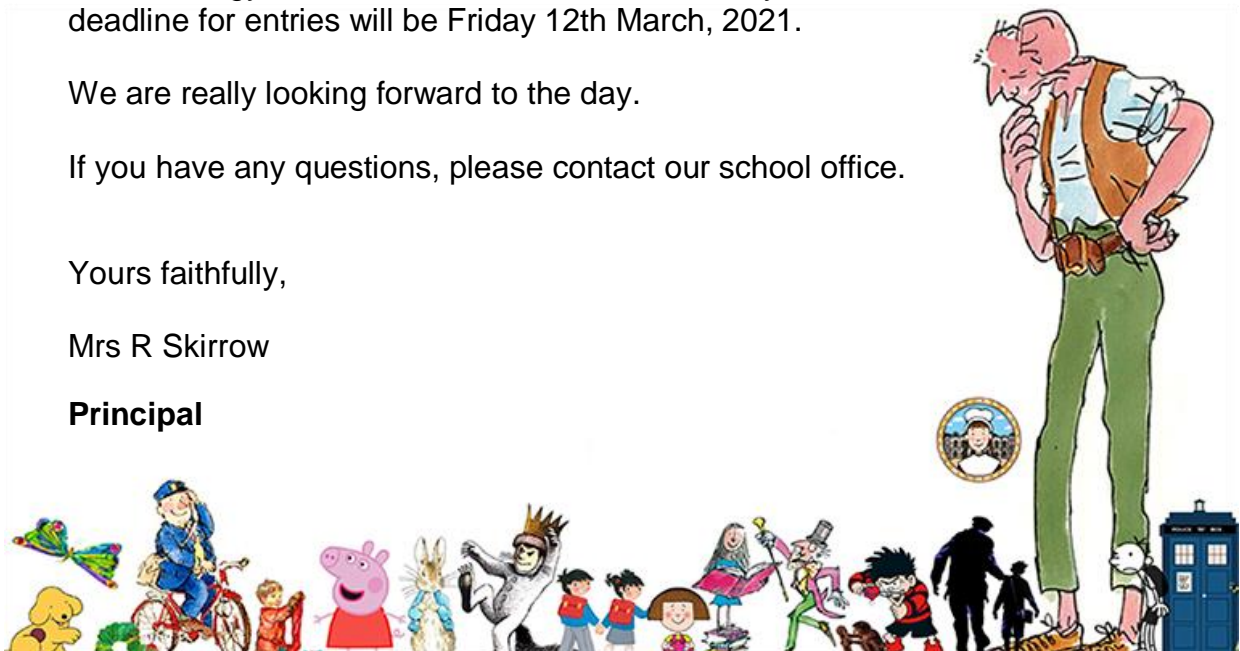 deadline for entries will be Friday 12th March, 2021.
We are really looking forward to the day.
If you have any questions, please contact our school office.
Yours faithfully,
Mrs R Skirrow
Principal